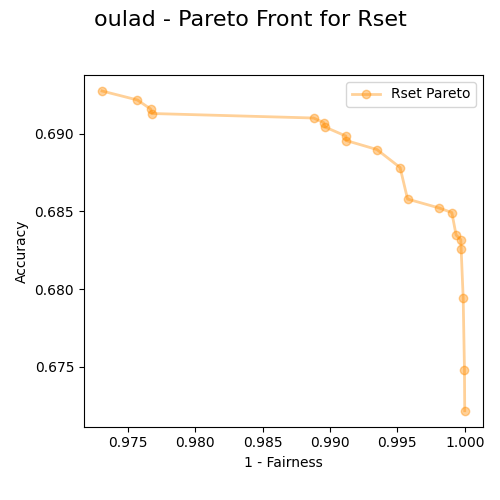 oulad - Pareto Front for Rset
Rset Pareto
0.690
0.685
0.680
0.675
Accuracy
0.975 0.980 0.985 0.990 0.995 1.000
1 - Fairness